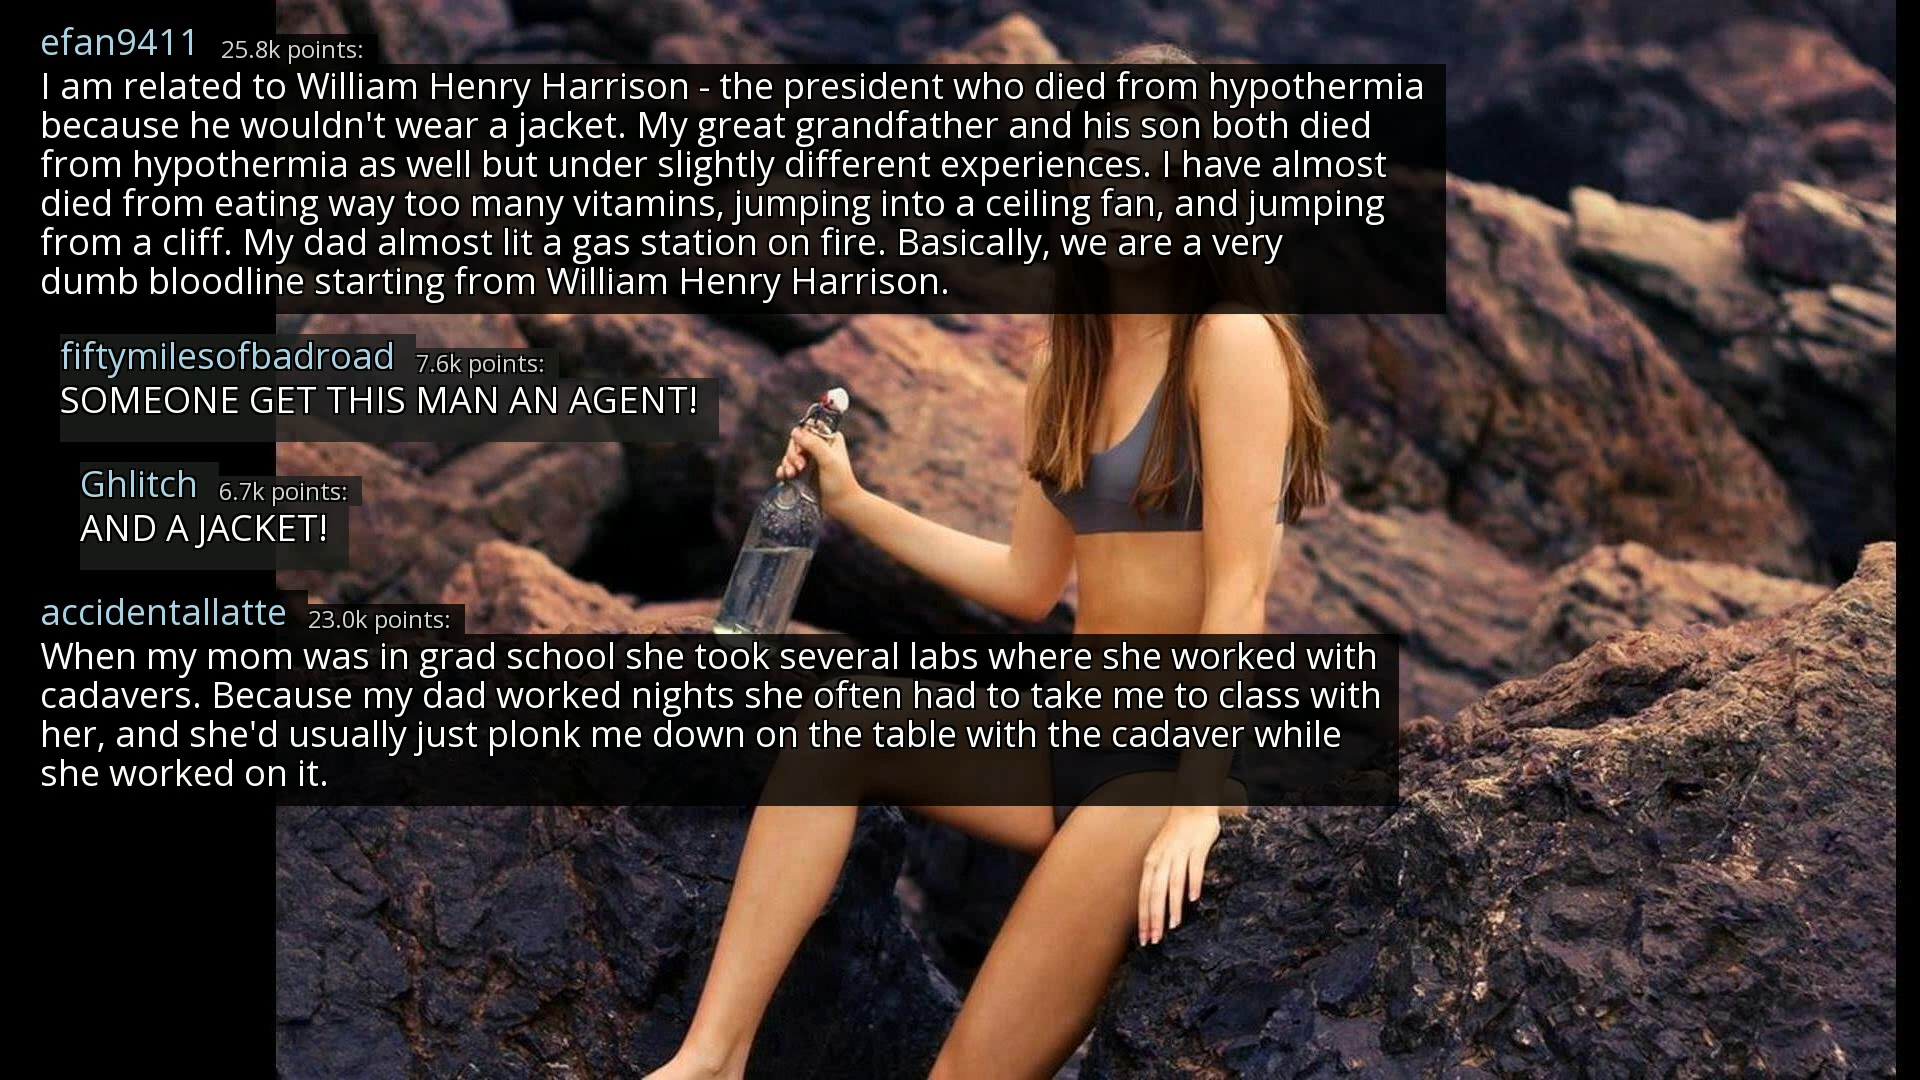 efan9411 25.8k points:
I am related to William Henry Harrison - the president who died from hypothermia
because he wouldn't wear a jacket. My great grandfather and his son both died
from hypothermia as well but under slightly different experiences. I have almost
died from eating way too many vitamins, jumping into a ceiling fan, and jumping
from a cliff. My dad almost lit a gas station on fire. Basically, we are a very
dumb bloodline starting from William Henry Harrison.
fiftymilesofbadroad 7.6k points:
SOMEONE GET THIS MAN AN AGENT!
Ghlitch 6.7k points:
AND A JACKET!
accidentallatte 23.0k points:
When my mom was in grad school she took several labs where she worked with
cadavers. Because my dad worked nights she often had to take me to class with
her, and she'd usually just plonk me down on the table with the cadaver while
she worked on it.